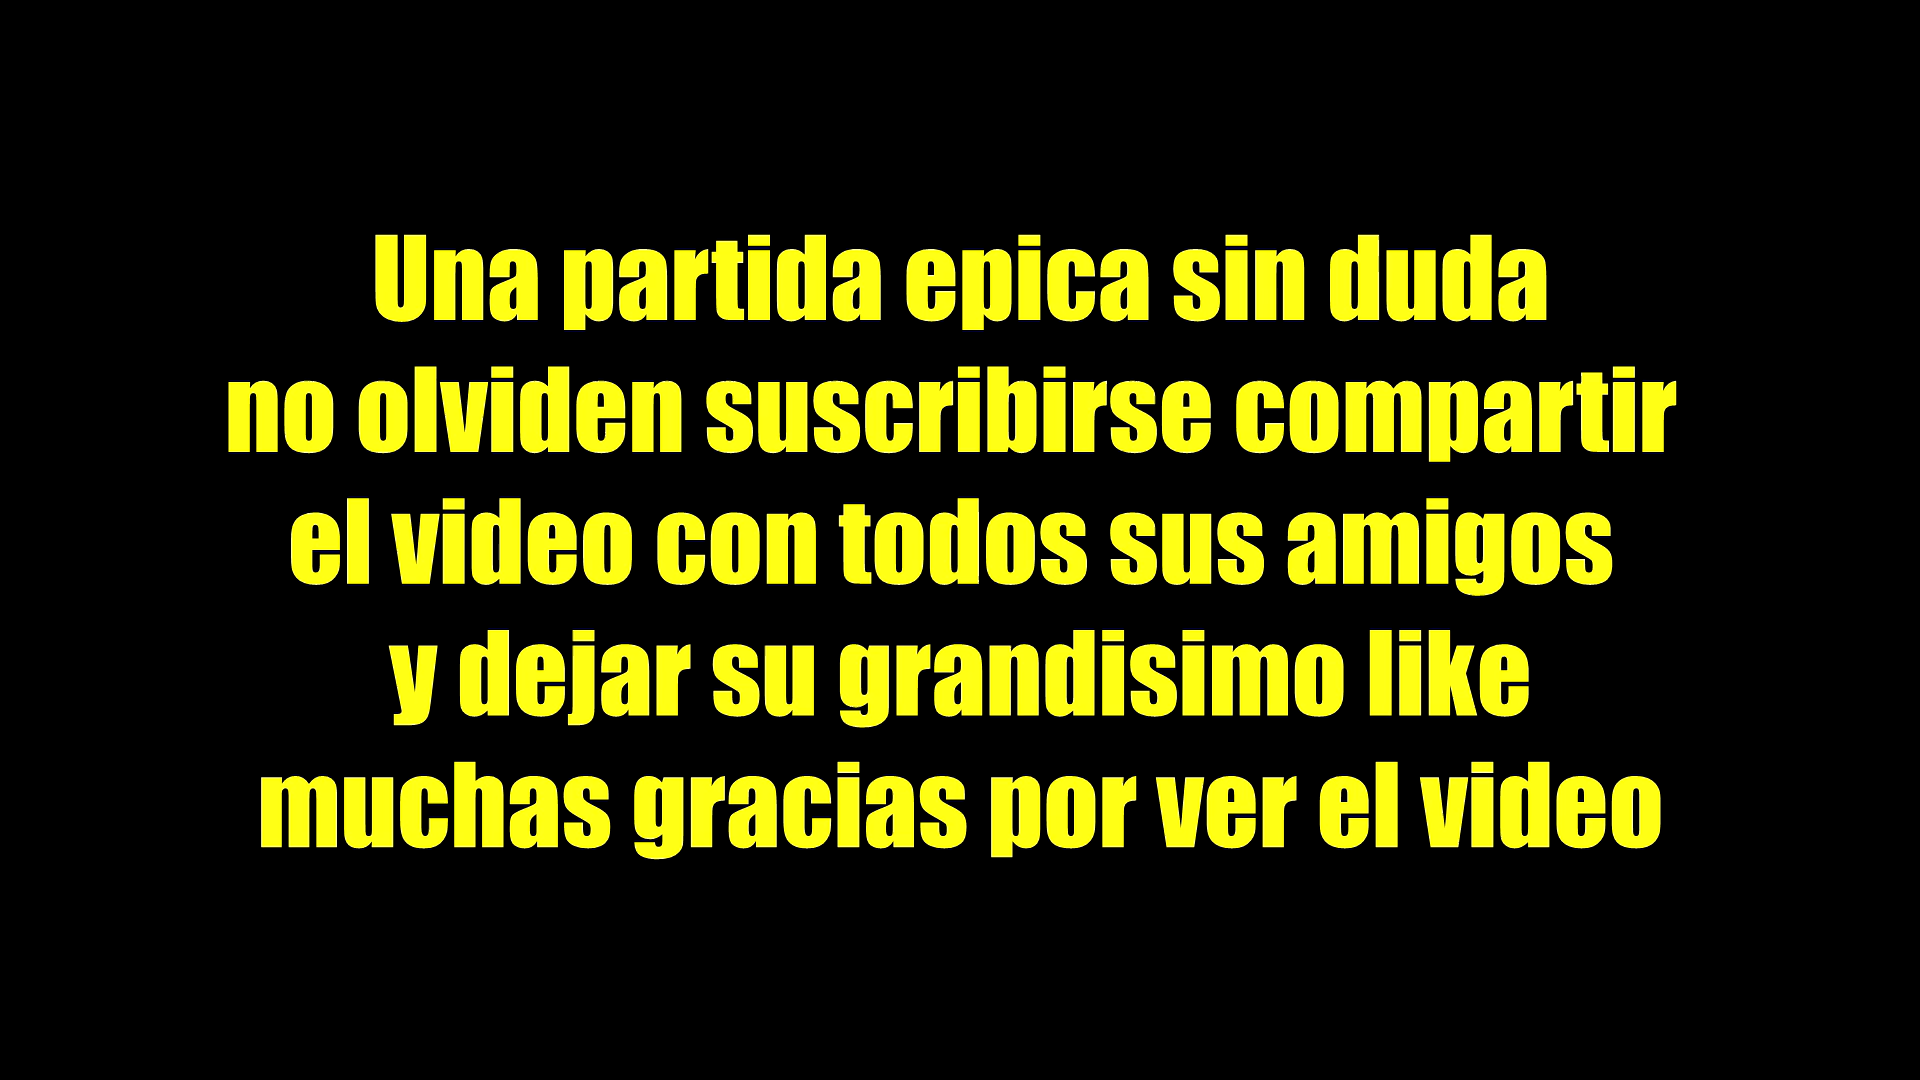 Una partida epica sin duda
no olviden suscribirse compartir
el video con todos sus amigos
y dejar su grandisimo like
muchas gracias por ver el video